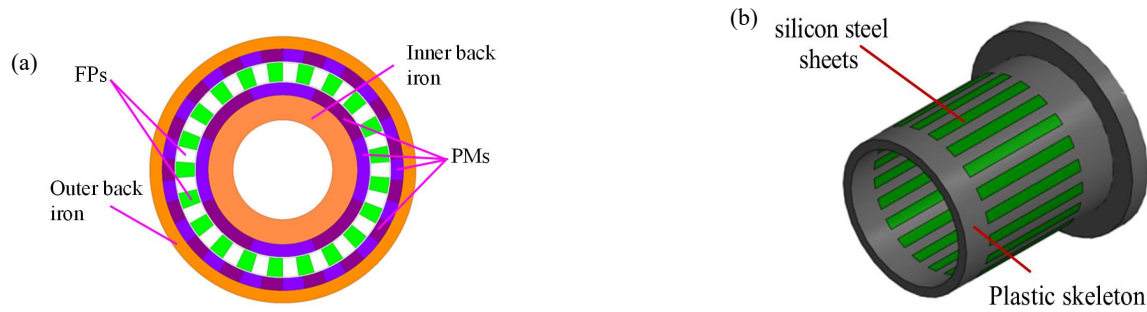 (a)
FPs
Inner back
iron
PMs
Outer back
iron
(b)
silicon steel
sheets
Plastic skeleton